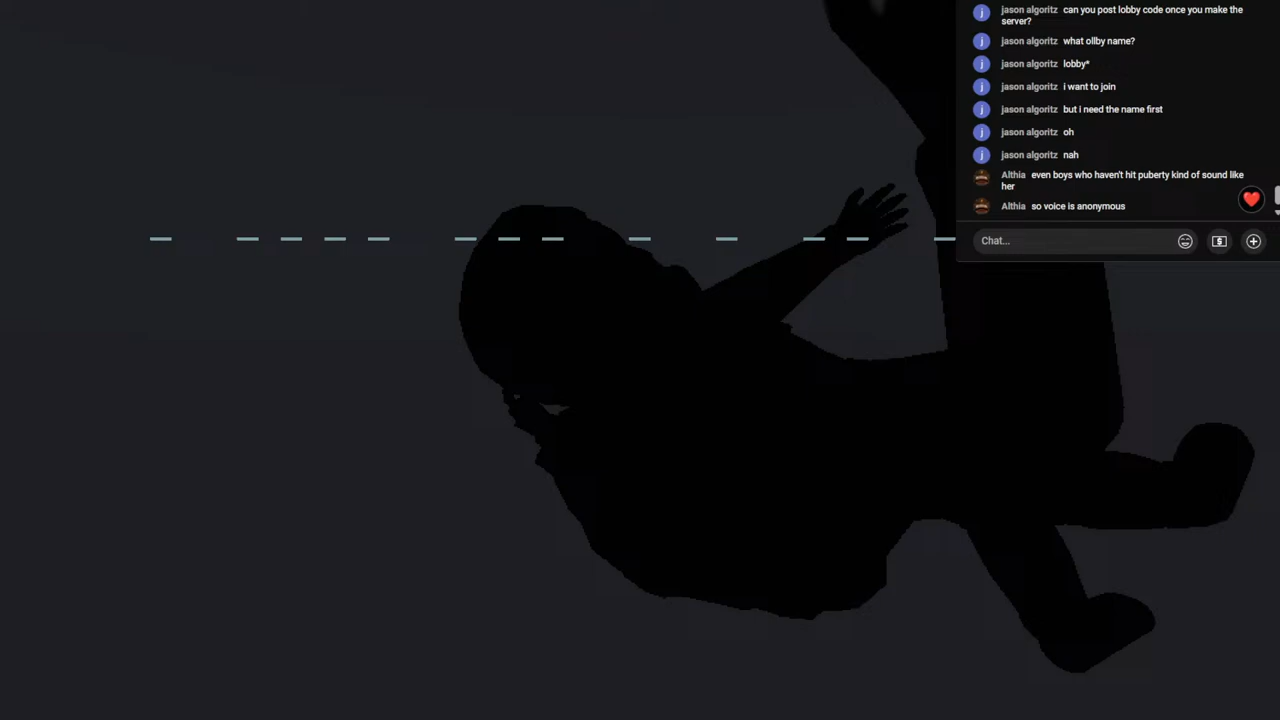 jason algoritz can you post lobby code once you make the
server?
jason algoritz what ollby name?
jason algoritz lobby*
jason algoritz i want to join
jason algoritz but i need the name first
jason algoritz oh
jason algoritz nah
Althia even boys who haven't hit puberty kind of sound like
her
Althia so voice is anonymous
Chat...